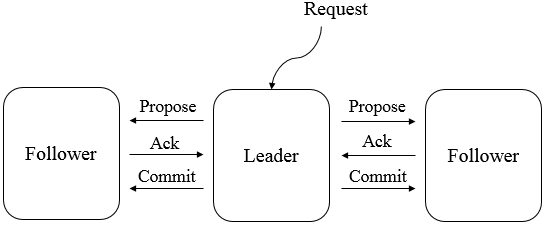 Request
Propose
Propose
Follower
Ack
Leader
Ack
Follower
Commit
Commit